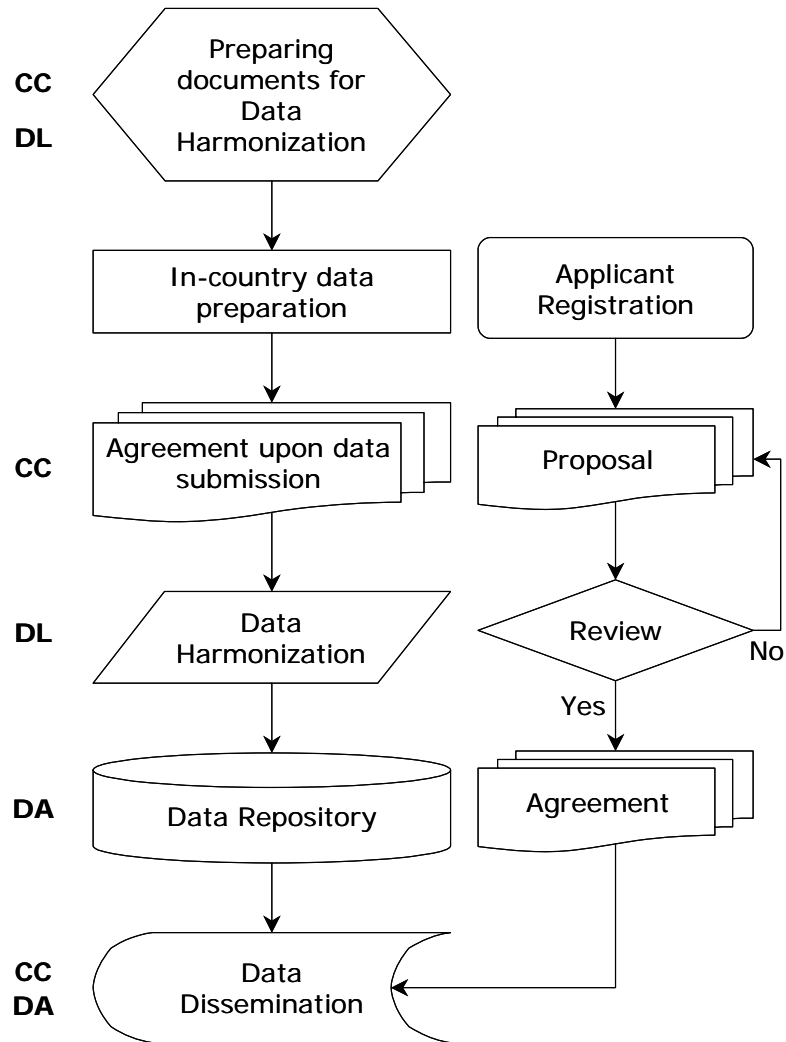 CC
DL
Preparing
documents for
Data
Harmonization
In-country data
preparation
Applicant
Registration
CC
Agreement upon data
submission
Proposal
DL
Data
Harmonization
Review
No
Yes
DA
Data Repository
Agreement
CC
DA
Data
Dissemination